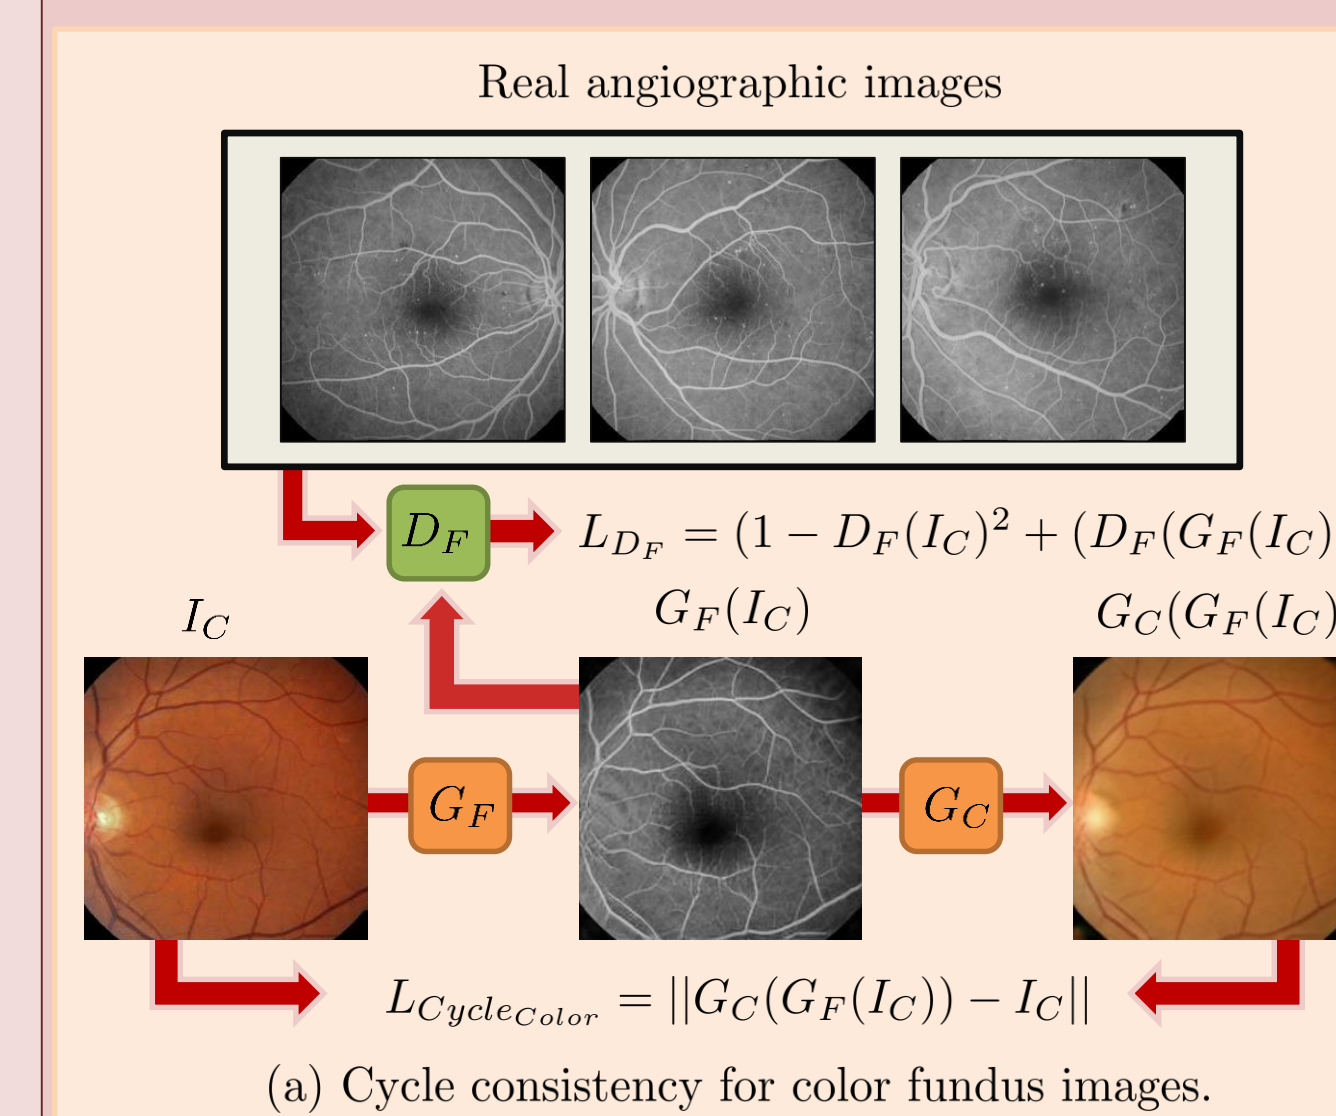 Real angiographic images
D_F
L_{D_F} = (1 − D_F(I_C)^2 + (D_F(G_F(I_C)
I_C
G_F(I_C)
G_C(G_F(I_C)
G_F
G_C
L_{Cycle_{Color}} = ||G_C(G_F(I_C)) − I_C||
(a) Cycle consistency for color fundus images.